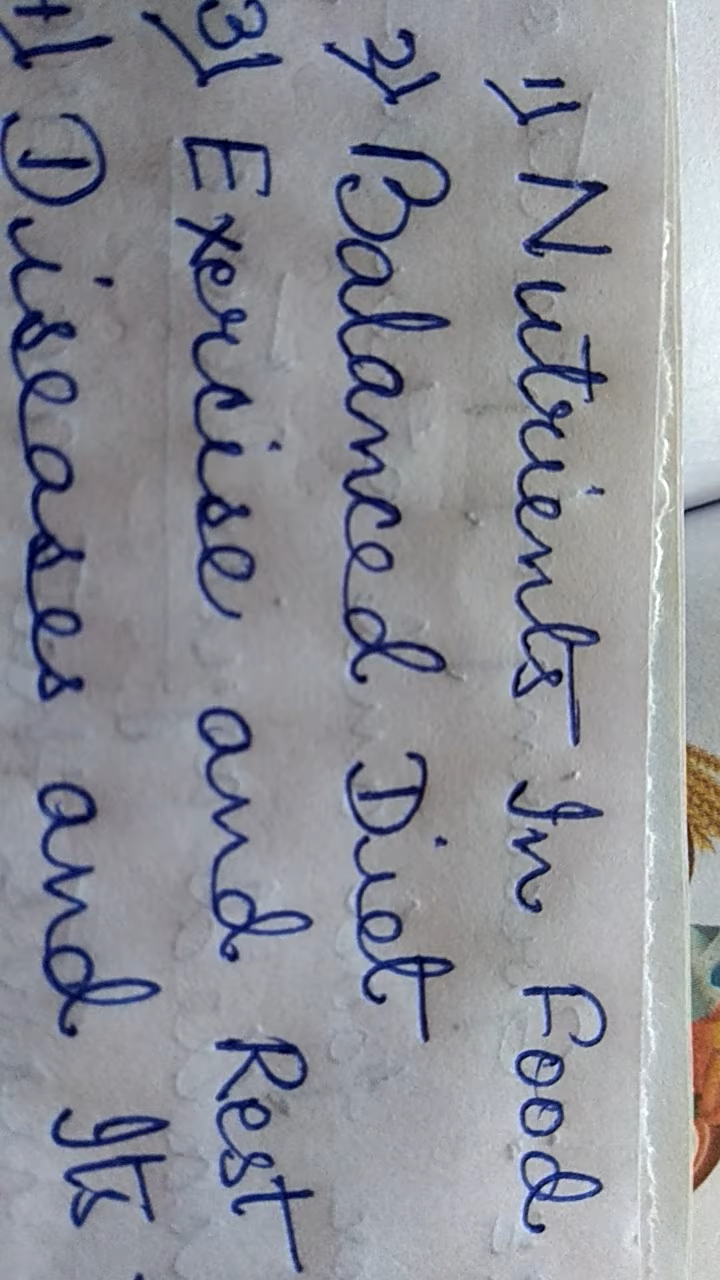 1) Nutrients In Food
2) Balanced Diet
3) Exercise and Rest
4) Diseases and Its